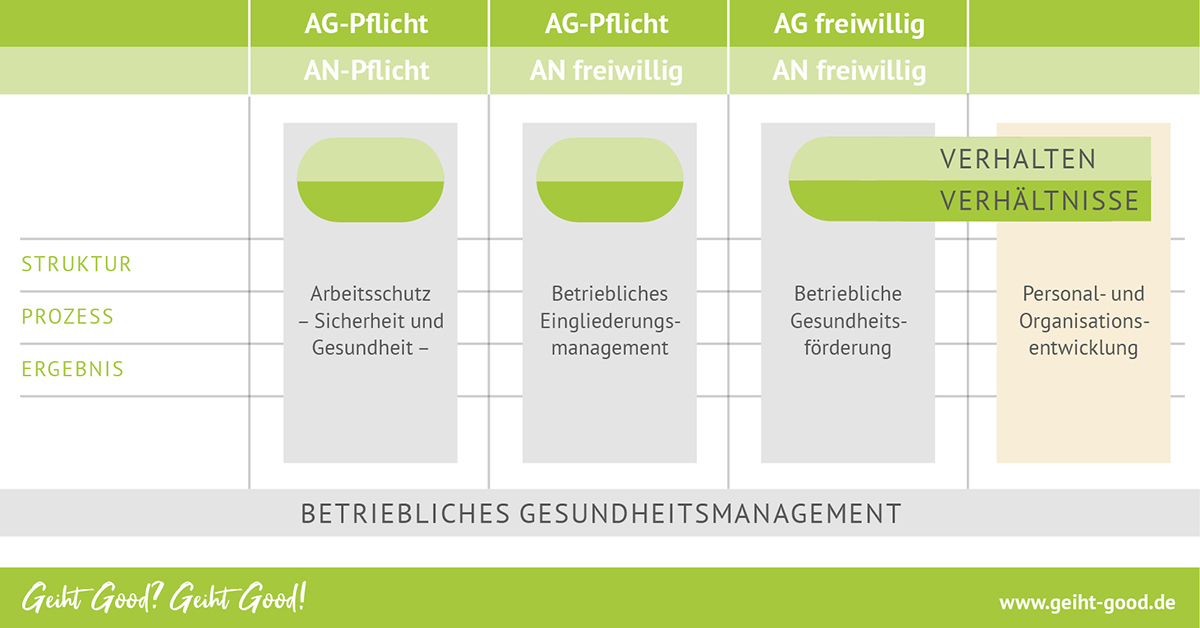 AG-Pflicht
AG-Pflicht
AG freiwillig
AN-Pflicht
AN freiwillig
AN freiwillig
VERHALTEN
VERHÄLTNISSE
STRUKTUR
PROZESS
ERGEBNIS
Arbeitsschutz
– Sicherheit und
Gesundheit –
Betriebliches
Eingliederungs-
management
Betriebliche
Gesundheits-
förderung
Personal- und
Organisations-
entwicklung
BETRIEBLICHES GESUNDHEITSMANAGEMENT
Geiht Good? Geiht Good!
www.geiht-good.de